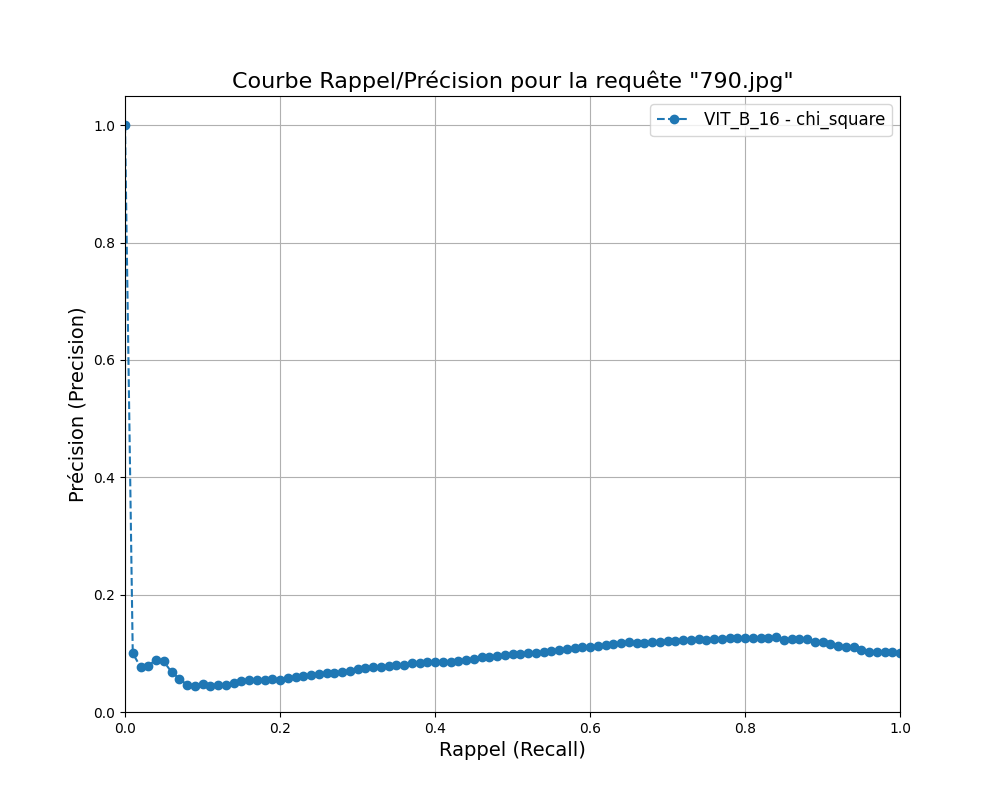 Courbe Rappel/Précision pour la requête "790.jpg"
VIT_B_16 - chi_square
Précision (Precision)
1.0
0.8
0.6
0.4
0.2
0.0
0.0 0.2 0.4 0.6 0.8 1.0
Rappel (Recall)